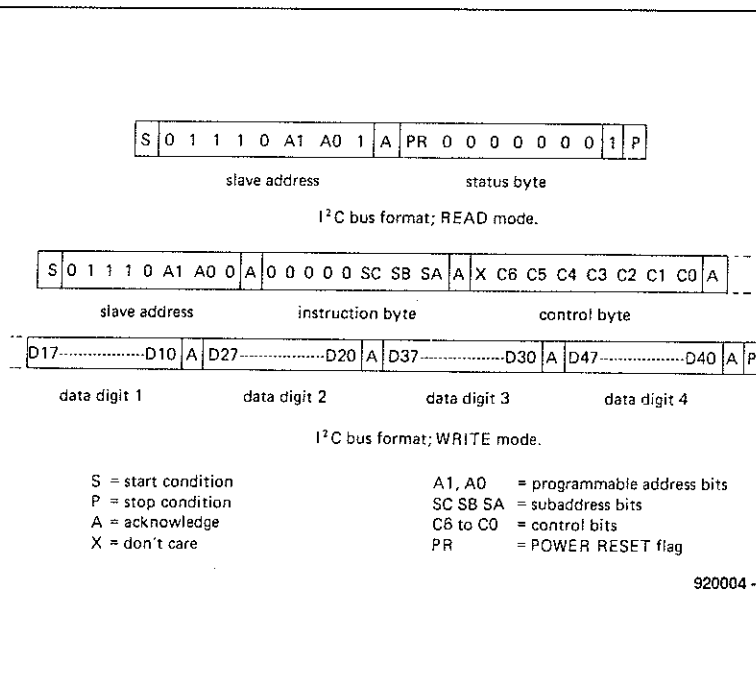 S 0 1 1 1 0 A1 A0 1 A PR 0 0 0 0 0 0 0 1 P
slave address status byte
I²C bus format; READ mode.
S 0 1 1 1 0 A1 A0 0 A 0 0 0 0 0 SC SB SA A X C6 C5 C4 C3 C2 C1 C0 A
slave address instruction byte control byte
D17------------------D10 A D27------------------D20 A D37------------------D30 A D47------------------D40 A P
data digit 1 data digit 2 data digit 3 data digit 4
I²C bus format; WRITE mode.
S = start condition
P = stop condition
A = acknowledge
X = don't care
A1, A0 = programmable address bits
SC SB SA = subaddress bits
C6 to C0 = control bits
PR = POWER RESET flag
920004 -